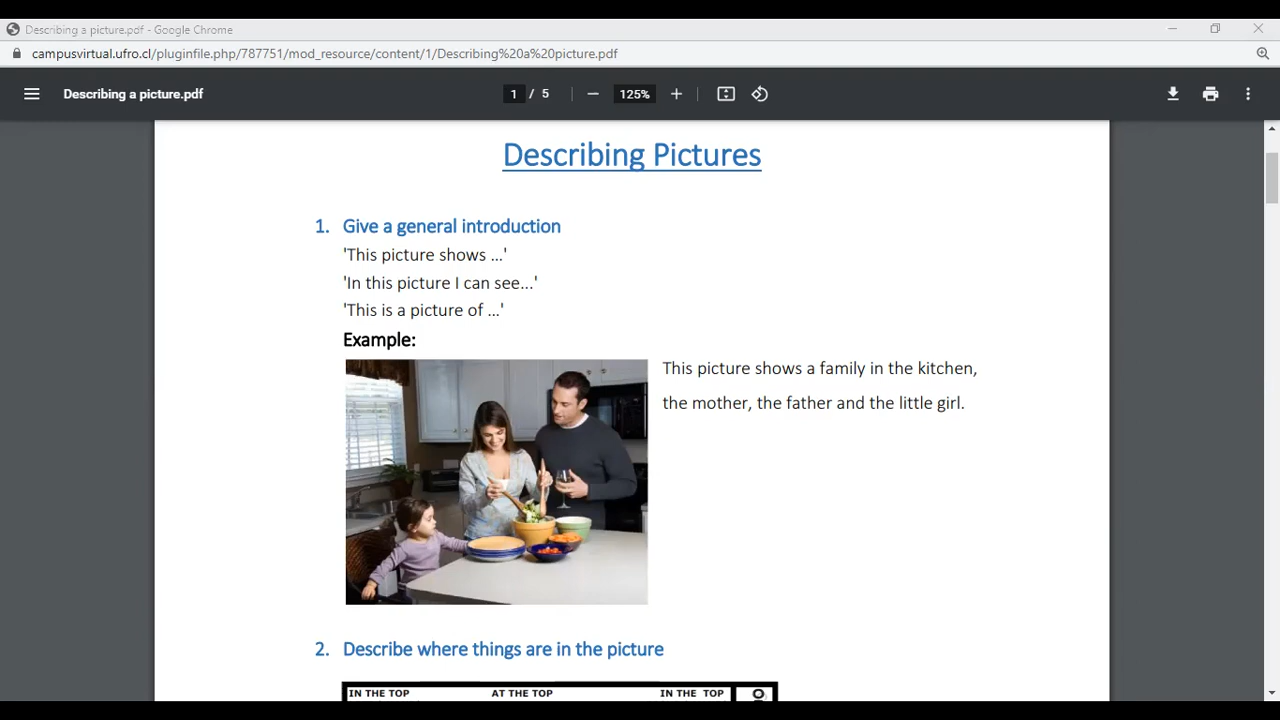 Describing a picture.pdf - Google Chrome
campusvirtual.ufro.cl/pluginfile.php/787751/mod_resource/content/1/Describing%20a%20picture.pdf
Describing a picture.pdf
1 / 5
125%
Describing Pictures
1. Give a general introduction
'This picture shows ...'
'In this picture I can see...'
'This is a picture of ...'
Example:
This picture shows a family in the kitchen,
the mother, the father and the little girl.
2. Describe where things are in the picture
IN THE TOP AT THE TOP IN THE TOP